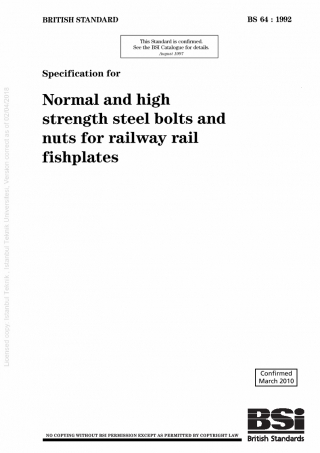 BRITISH STANDARD
BS 64 : 1992
This Standard is confirmed.
See the BSI Catalogue for details.
August 1997
Specification for
Normal and high
strength steel bolts and
nuts for railway rail
fishplates
Licensed copy: Istanbul Teknik, Istanbul Teknik Universitesi, Version correct as of 02/04/2010
Confirmed
March 2010
NO COPYING WITHOUT BSI PERMISSION EXCEPT AS PERMITTED BY COPYRIGHT LAW
BSi
British Standards